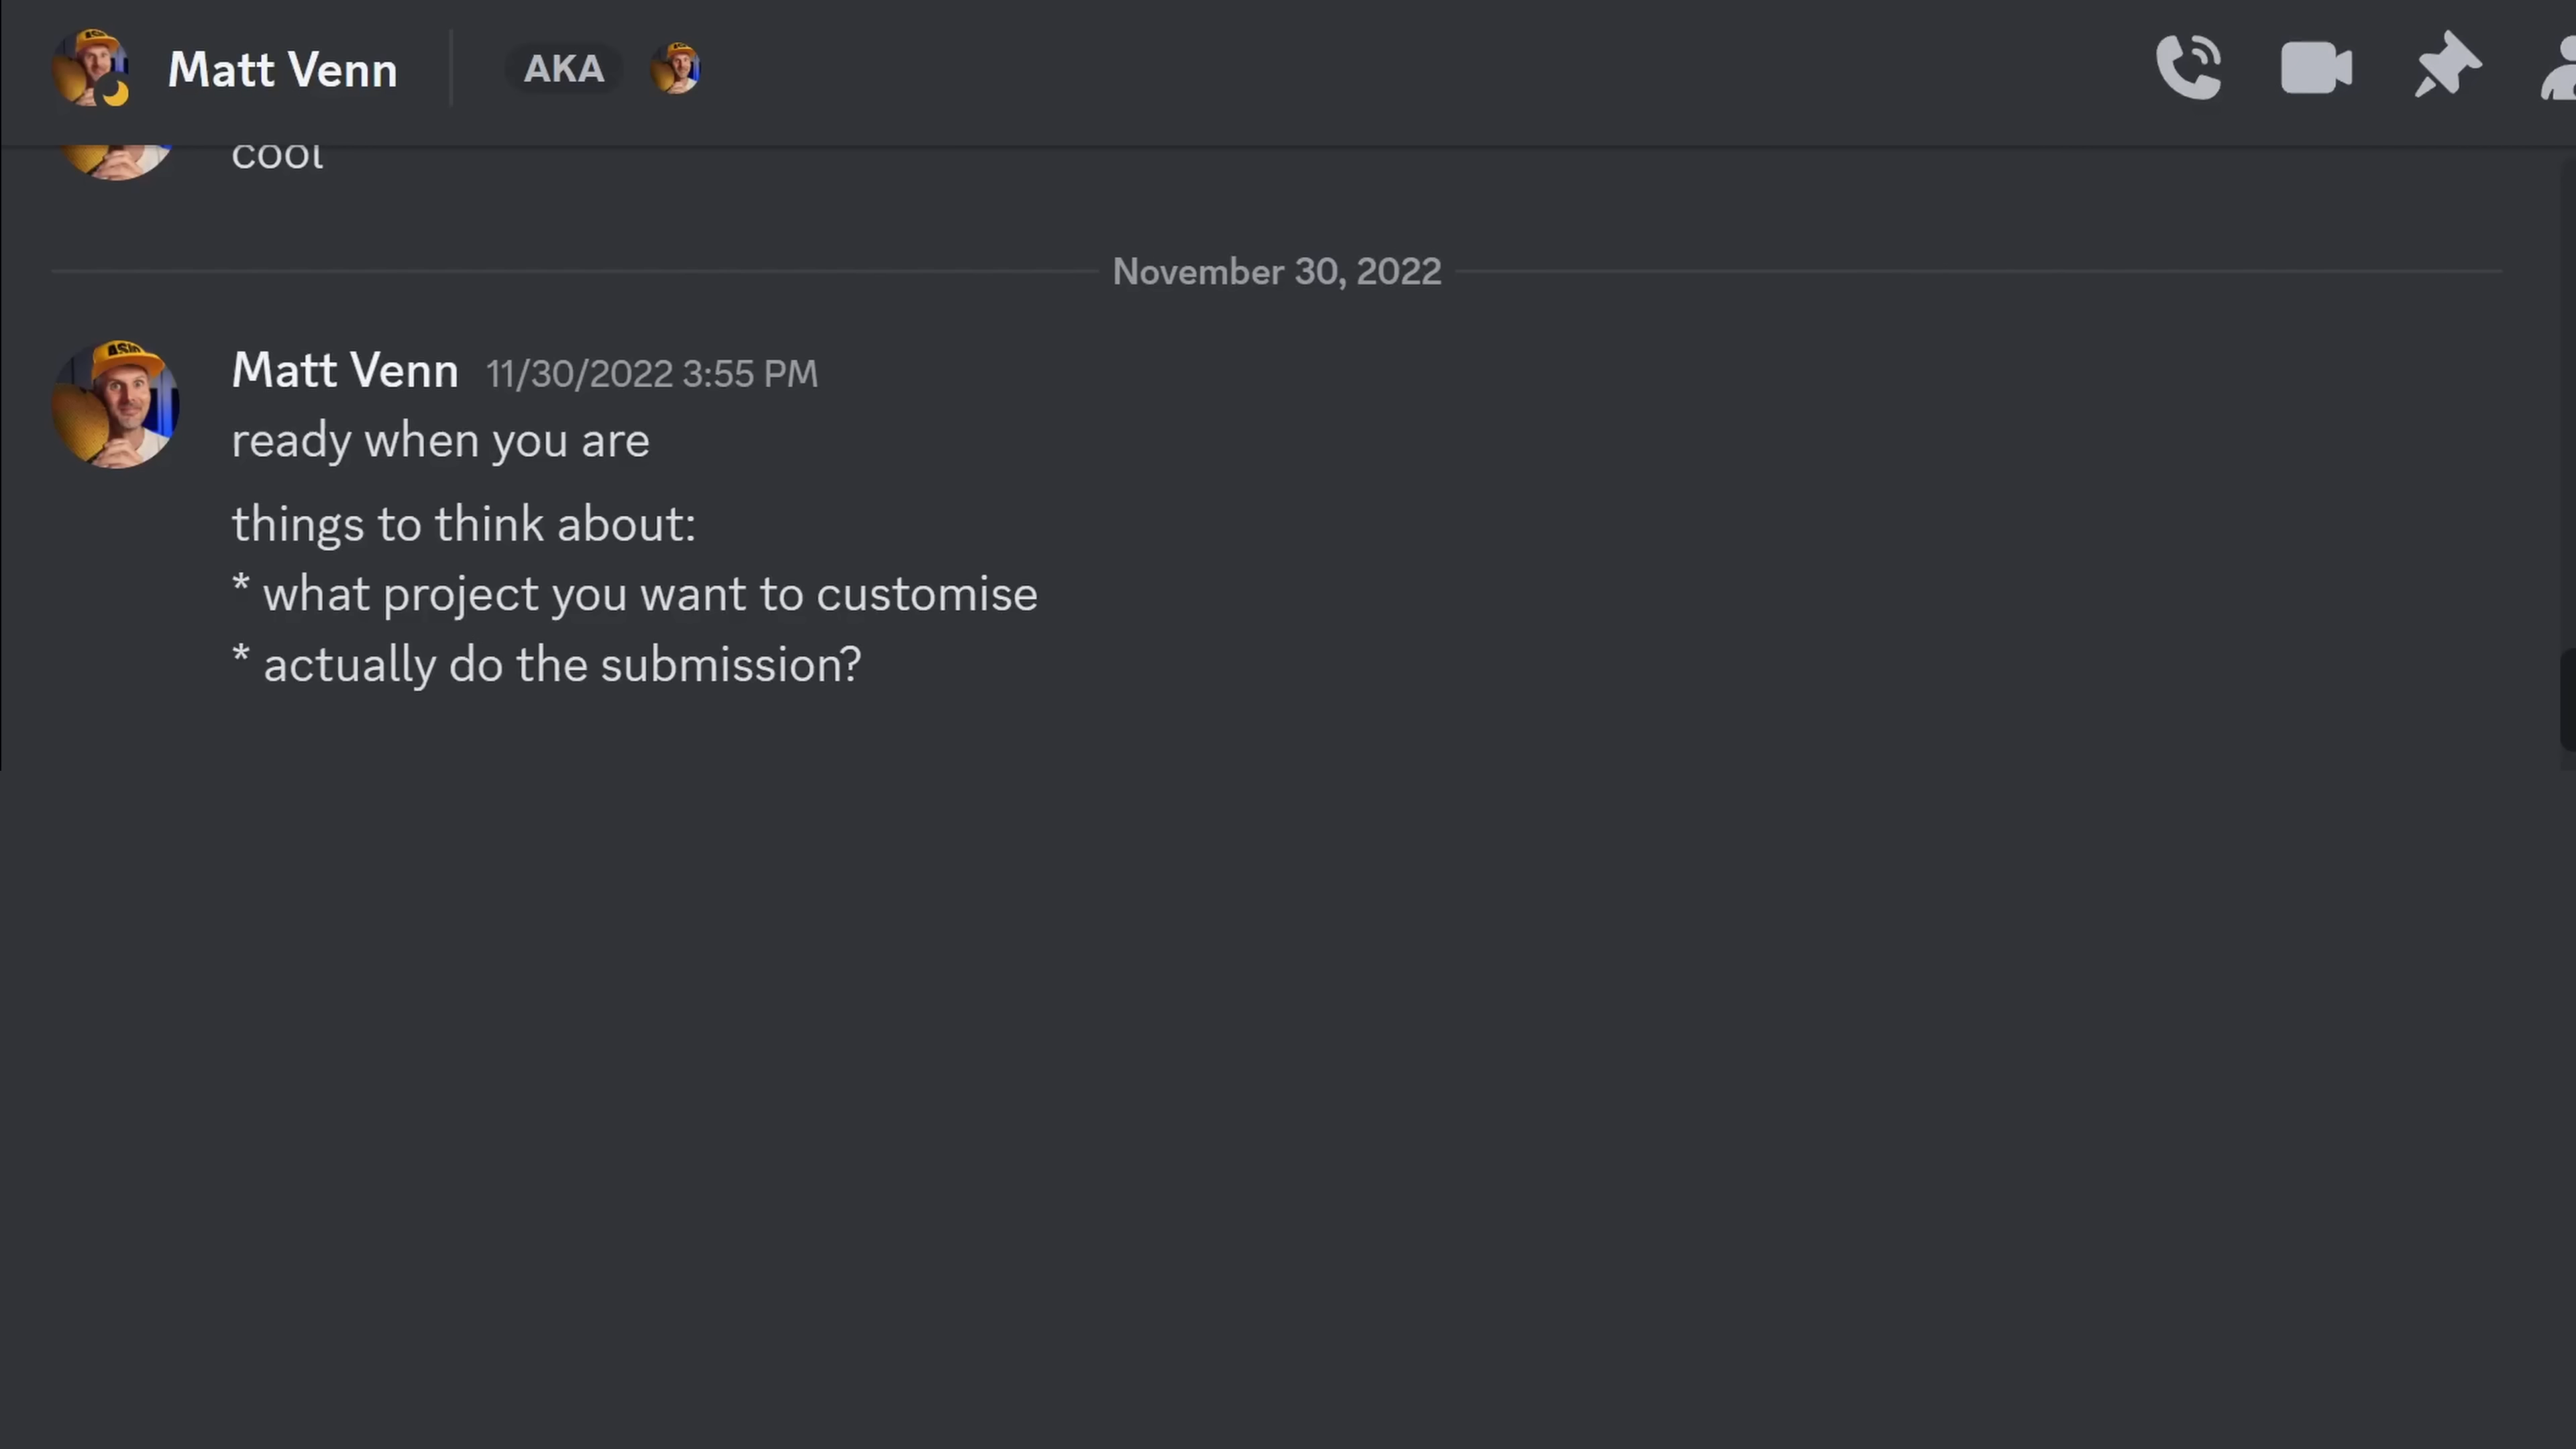 Matt Venn AKA
cool
November 30, 2022
Matt Venn 11/30/2022 3:55 PM
ready when you are
things to think about:
* what project you want to customise
* actually do the submission?